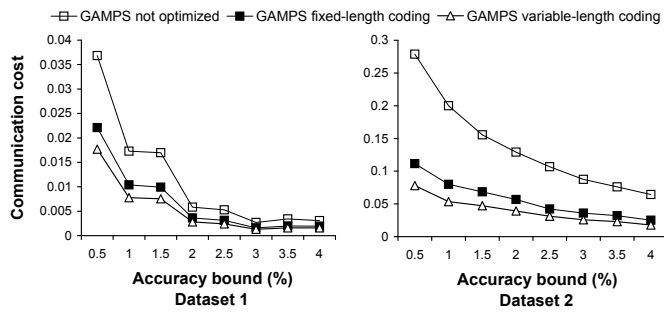 GAMPS not optimized GAMPS fixed-length coding GAMPS variable-length coding
Communication cost
0.04
0.035
0.03
0.025
0.02
0.015
0.01
0.005
0
0.5 1 1.5 2 2.5 3 3.5 4
Accuracy bound (%)
Dataset 1
0.3
0.25
0.2
0.15
0.1
0.05
0
0.5 1 1.5 2 2.5 3 3.5 4
Accuracy bound (%)
Dataset 2